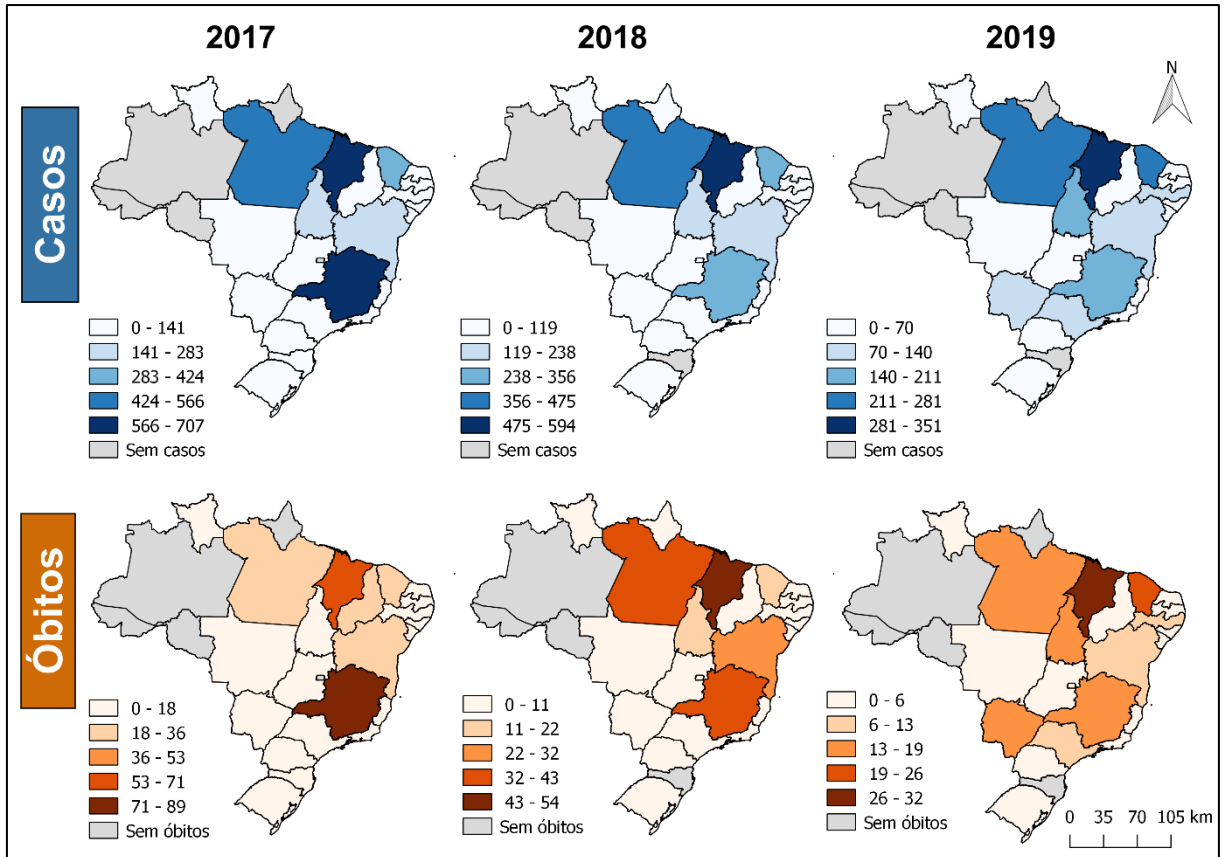 2017
2018
2019
N
Casos
0 - 141
141 - 283
283 - 424
424 - 566
566 - 707
Sem casos
0 - 119
119 - 238
238 - 356
356 - 475
475 - 594
Sem casos
0 - 70
70 - 140
140 - 211
211 - 281
281 - 351
Sem casos
Óbitos
0 - 18
18 - 36
36 - 53
53 - 71
71 - 89
Sem óbitos
0 - 11
11 - 22
22 - 32
32 - 43
43 - 54
Sem óbitos
0 - 6
6 - 13
13 - 19
19 - 26
26 - 32
Sem óbitos
0 35 70 105 km